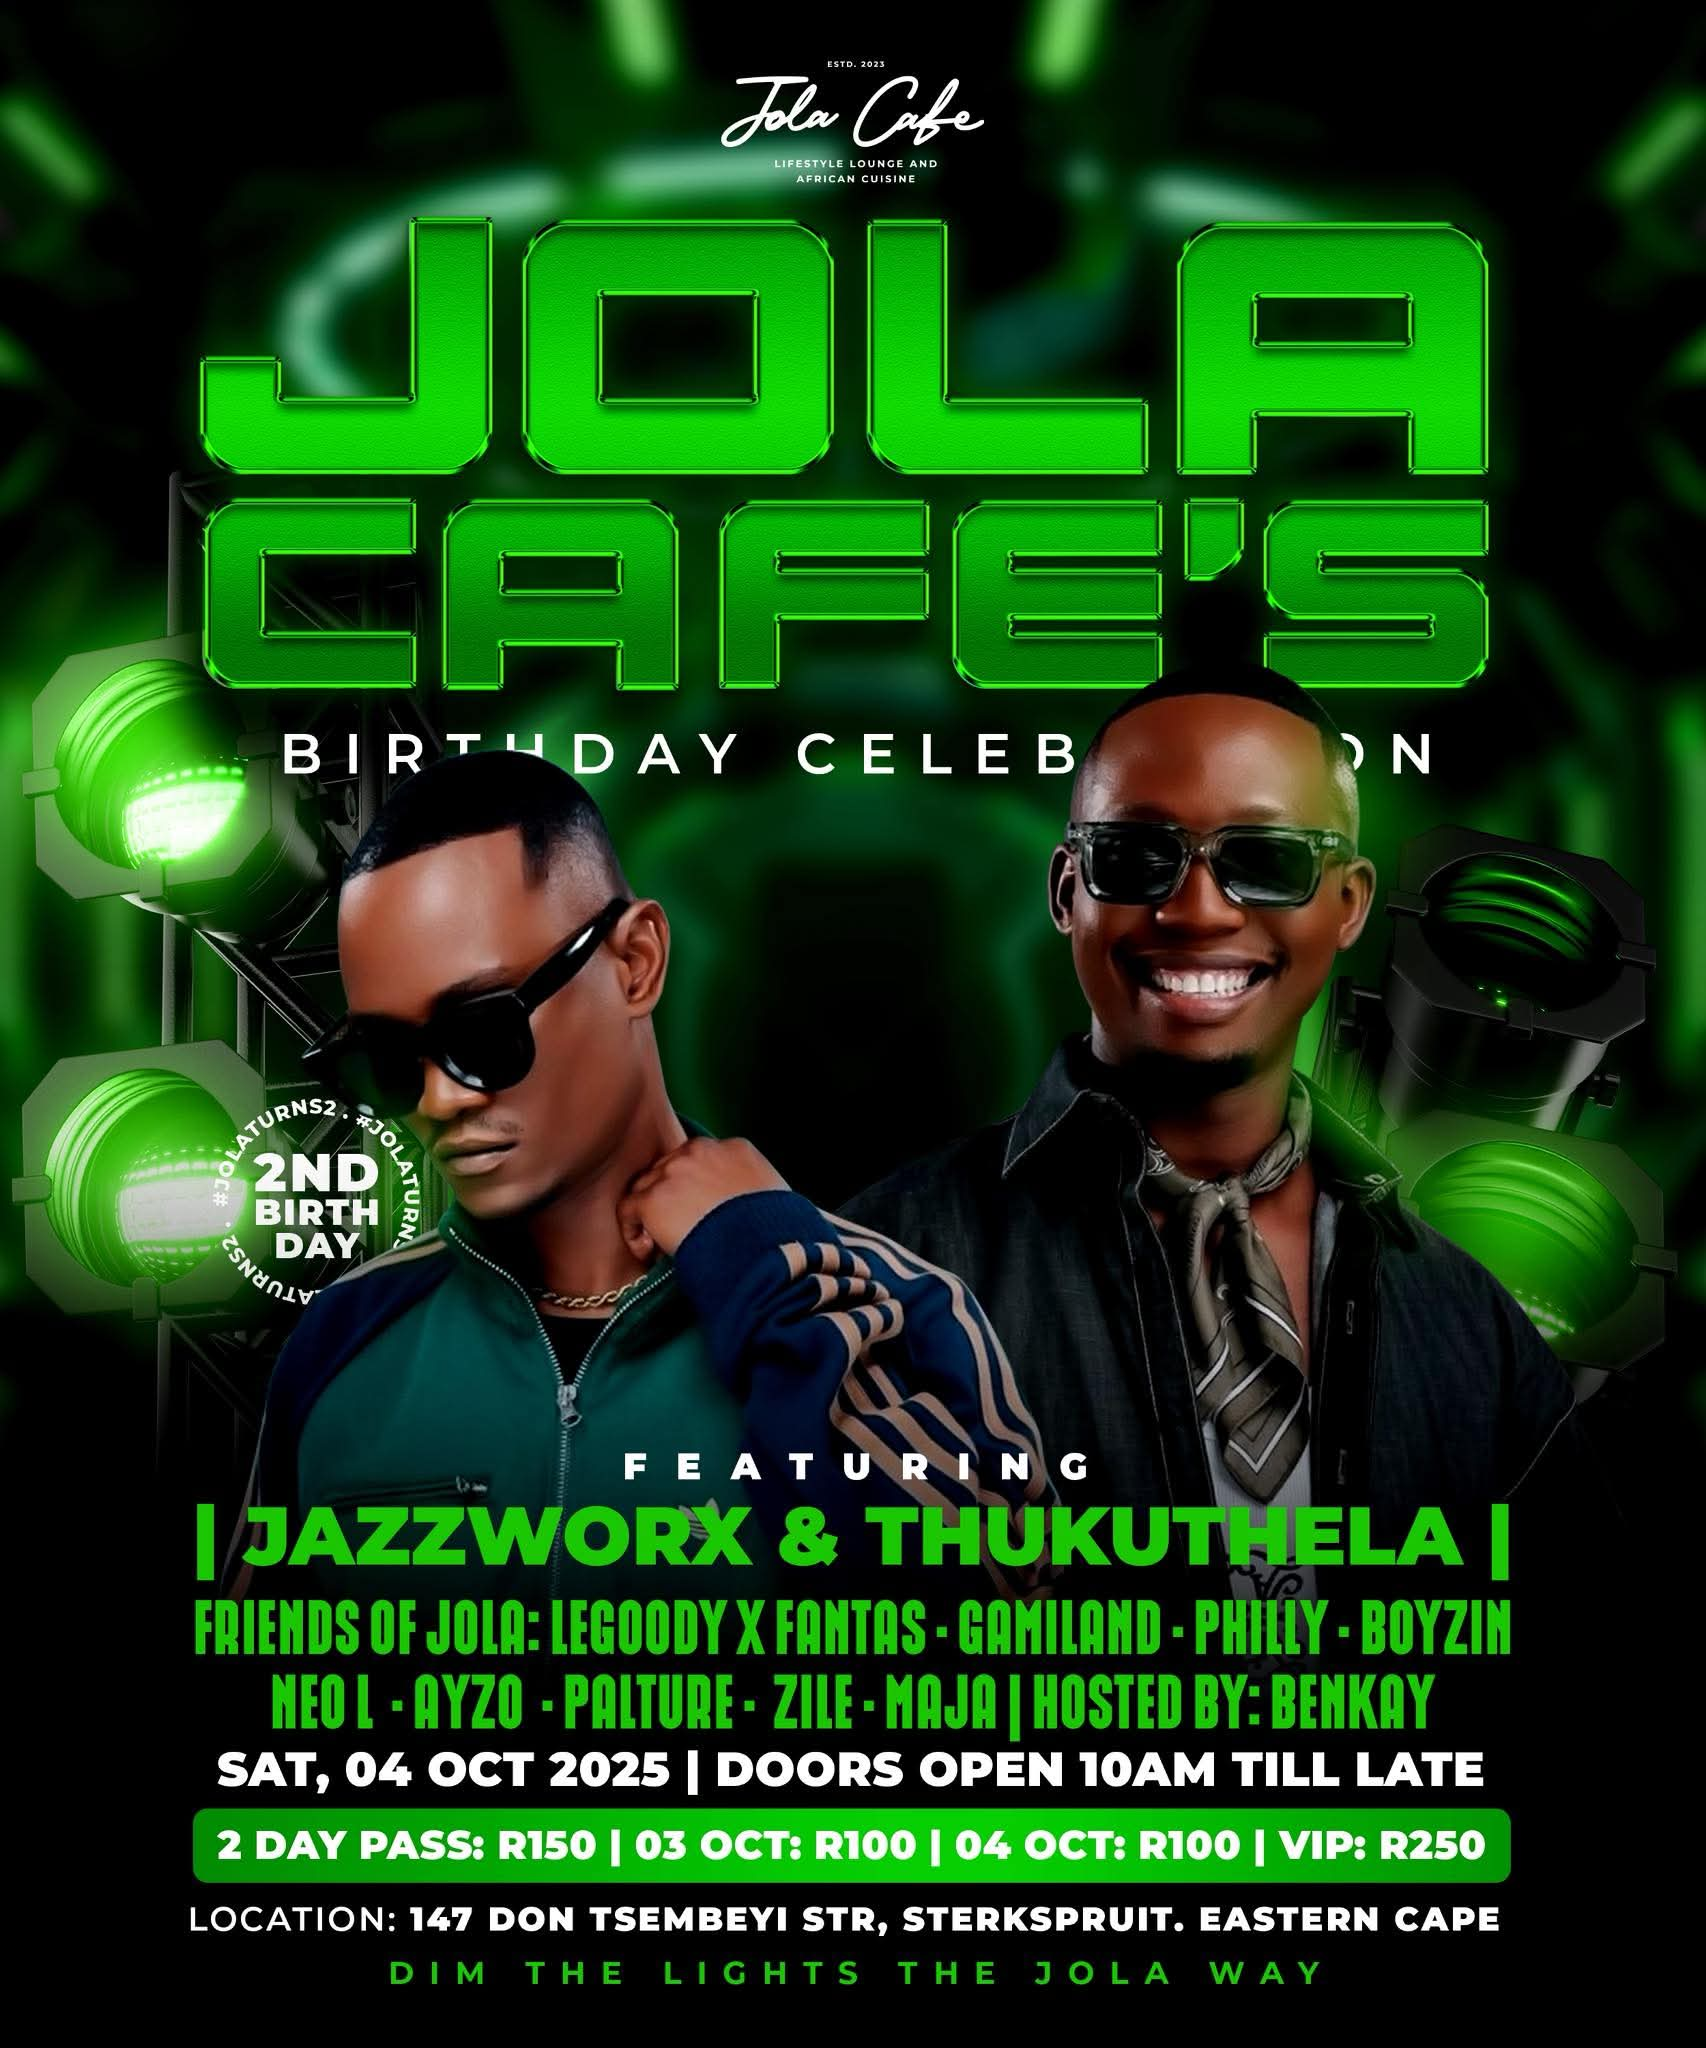 ESTD. 2023
Jola Cafe
LIFESTYLE LOUNGE AND
AFRICAN CUISINE
JOLA
CAFE'S
BIRTHDAY CELEB ON
#JOLATURNS2 . #JOLATURNS
2ND
BIRTH
DAY
FEATURING
| JAZZWORX & THUKUTHELA |
FRIENDS OF JOLA: LEGOODY X FANTAS · GAMILAND · PHILLY · BOYZIN
NEO L · AYZO · PALTURE · ZILE · MAJA | HOSTED BY: BENKAY
SAT, 04 OCT 2025 | DOORS OPEN 10AM TILL LATE
2 DAY PASS: R150 | 03 OCT: R100 | 04 OCT: R100 | VIP: R250
LOCATION: 147 DON TSEMBEYI STR, STERKSPRUIT. EASTERN CAPE
DIM THE LIGHTS THE JOLA WAY